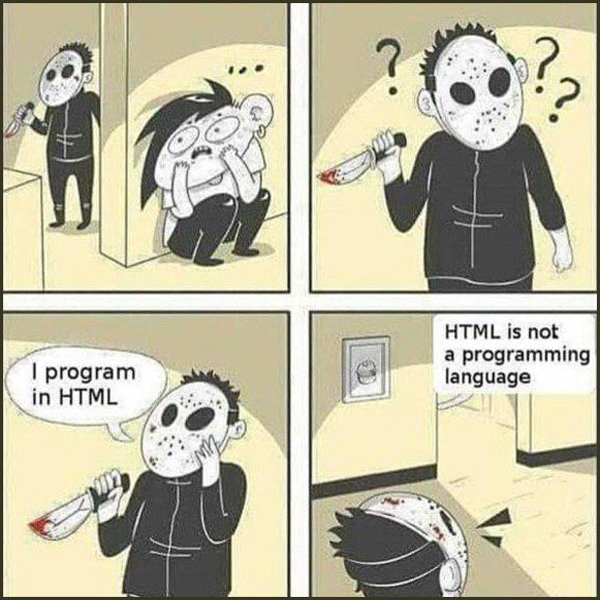 ...
? ? ?
I program
in HTML
HTML is not
a programming
language